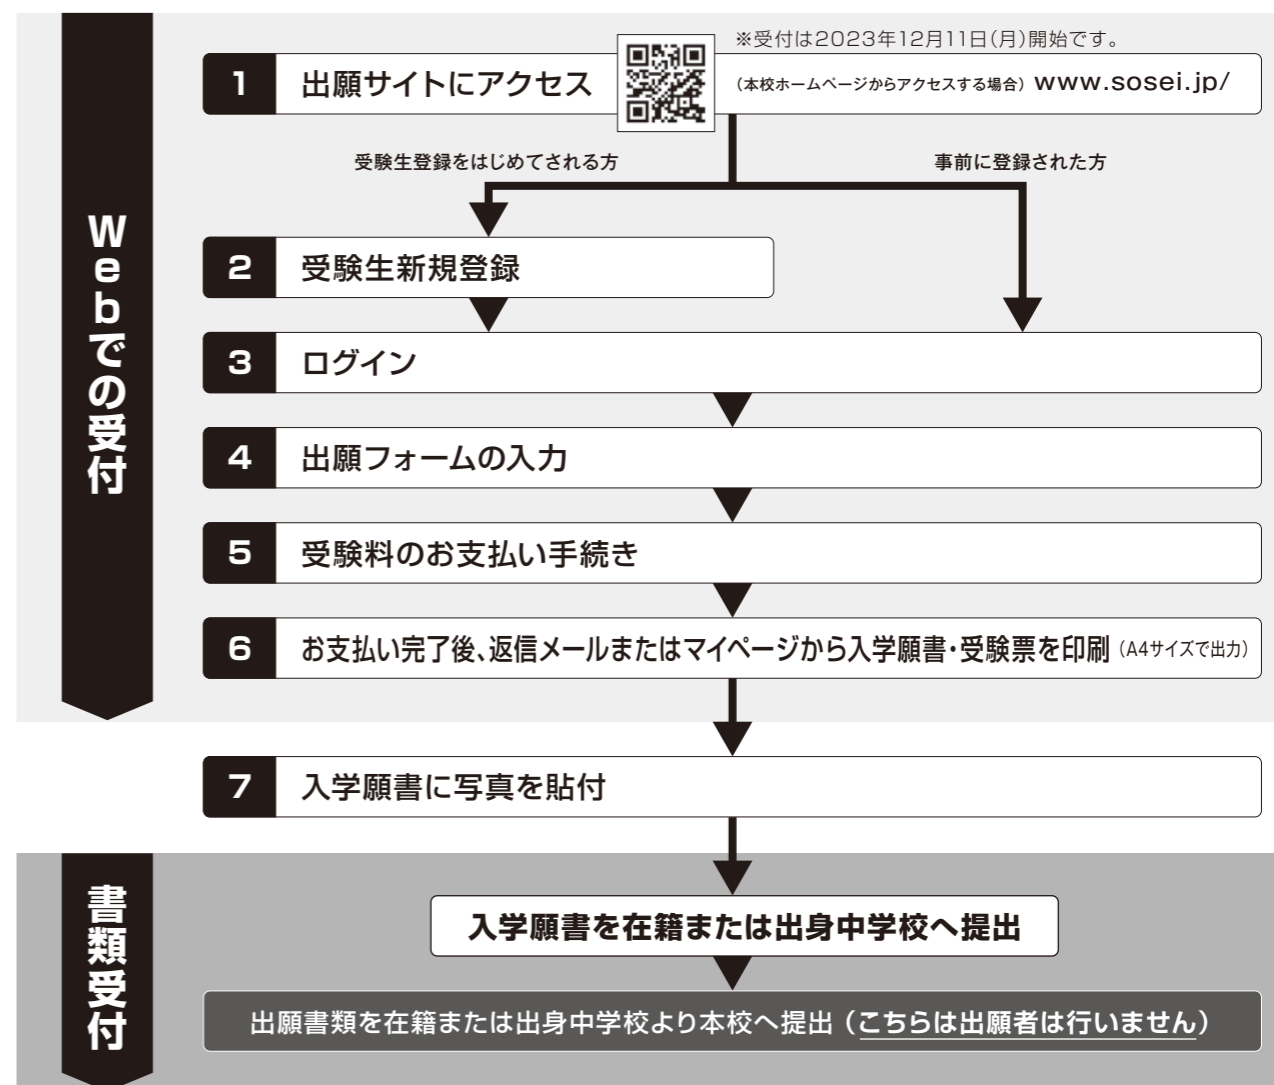 Webでの受付
※受付は2023年12月11日(月)開始です。
1 出願サイトにアクセス (本校ホームページからアクセスする場合) www.sosei.jp/
受験生登録をはじめてされる方 事前に登録された方
2 受験生新規登録
3 ログイン
4 出願フォームの入力
5 受験料のお支払い手続き
6 お支払い完了後、返信メールまたはマイページから入学願書・受験票を印刷 (A4サイズで出力)
7 入学願書に写真を貼付
書類受付
入学願書を在籍または出身中学校へ提出
出願書類を在籍または出身中学校より本校へ提出 (こちらは出願者は行いません)